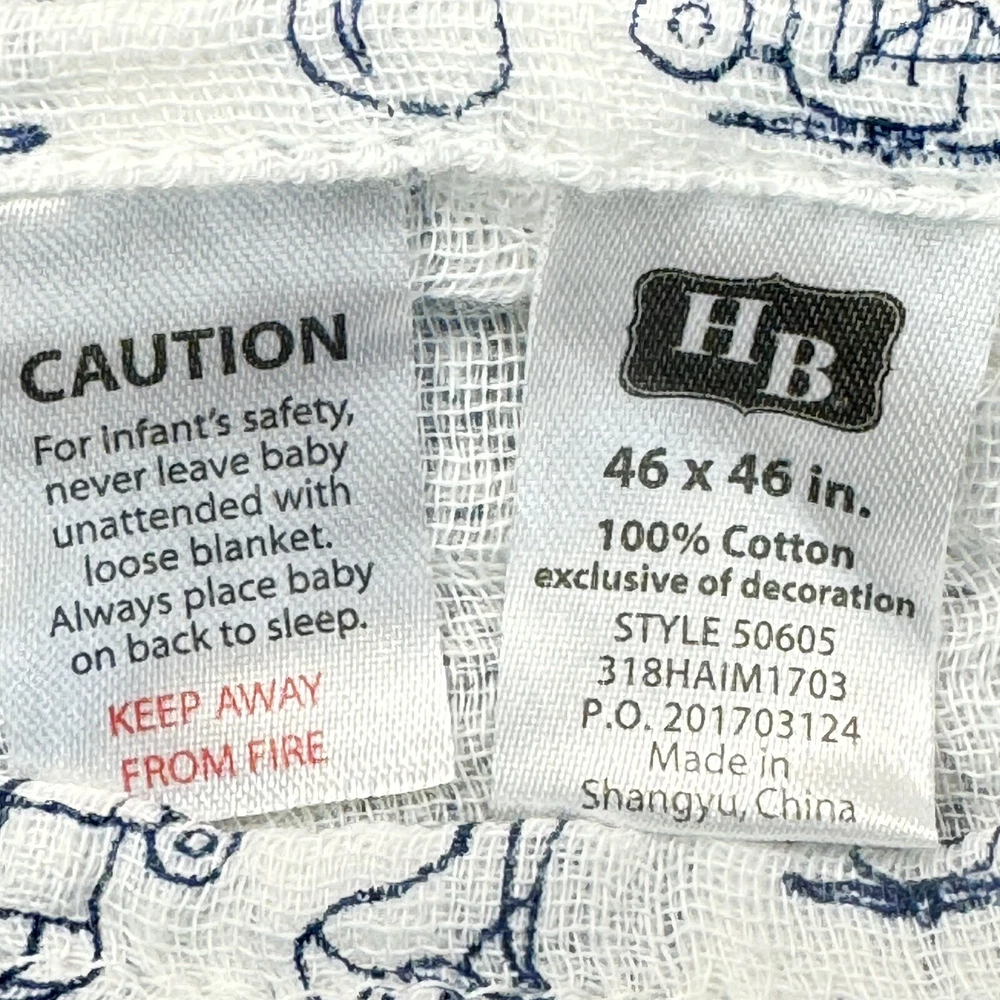 CAUTION
For infant's safety,
never leave baby
unattended with
loose blanket.
Always place baby
on back to sleep.
KEEP AWAY
FROM FIRE
HB
46 x 46 in.
100% Cotton
exclusive of decoration
STYLE 50605
318HAIM1703
P.O. 201703124
Made in
Shangyu, China